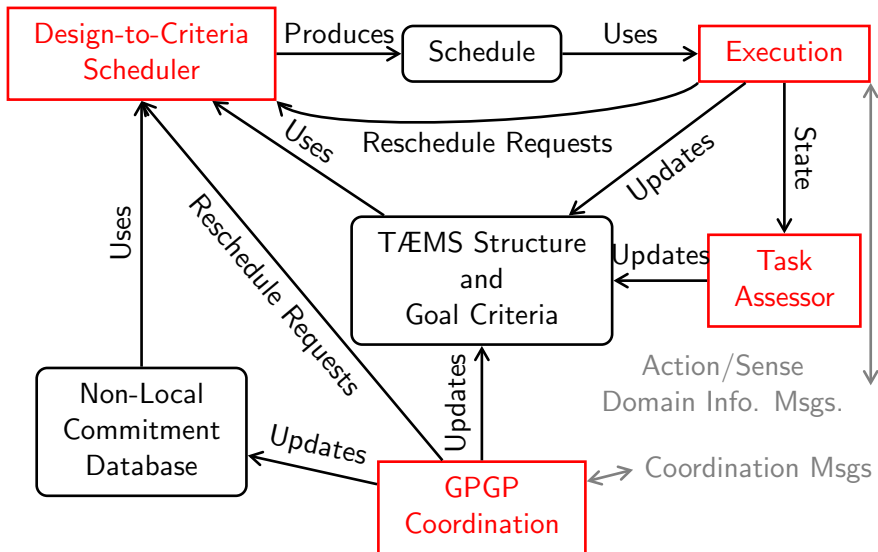 Design-to-Criteria
Scheduler
Produces
Schedule
Uses
Execution
Reschedule Requests
Uses
Updates
State
Uses
Reschedule Requests
TÆMS Structure
and
Goal Criteria
Updates
Task
Assessor
Action/Sense
Domain Info. Msgs.
Non-Local
Commitment
Database
Updates
Updates
GPGP
Coordination
Coordination Msgs